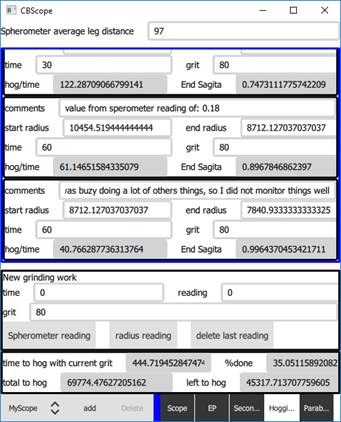 CBScope
Spherometer average leg distance 97
time 30 grit 80
hog/time 122.28709066799141 End Sagita 0.7473111775742209
comments value from sperometer reading of: 0.18
start radius 10454.519444444444 end radius 8712.127037037037
time 60 grit 80
hog/time 61.14651584335079 End Sagita 0.8967846862397
comments vas buzy doing a lot of others things, so I did not monitor things well
start radius 8712.127037037037 end radius 7840.9333333333325
time 60 grit 80
hog/time 40.766287736313764 End Sagita 0.9964370453421711
New grinding work
time 0 reading 0
grit 80
Spherometer reading radius reading delete last reading
time to hog with current grit 444.719452847474 %done 35.05115892082
total to hog 69774.47627205162 left to hog 45317.713707759605
MyScope add Delete Scope EP Secon... Hoggi... Parab...